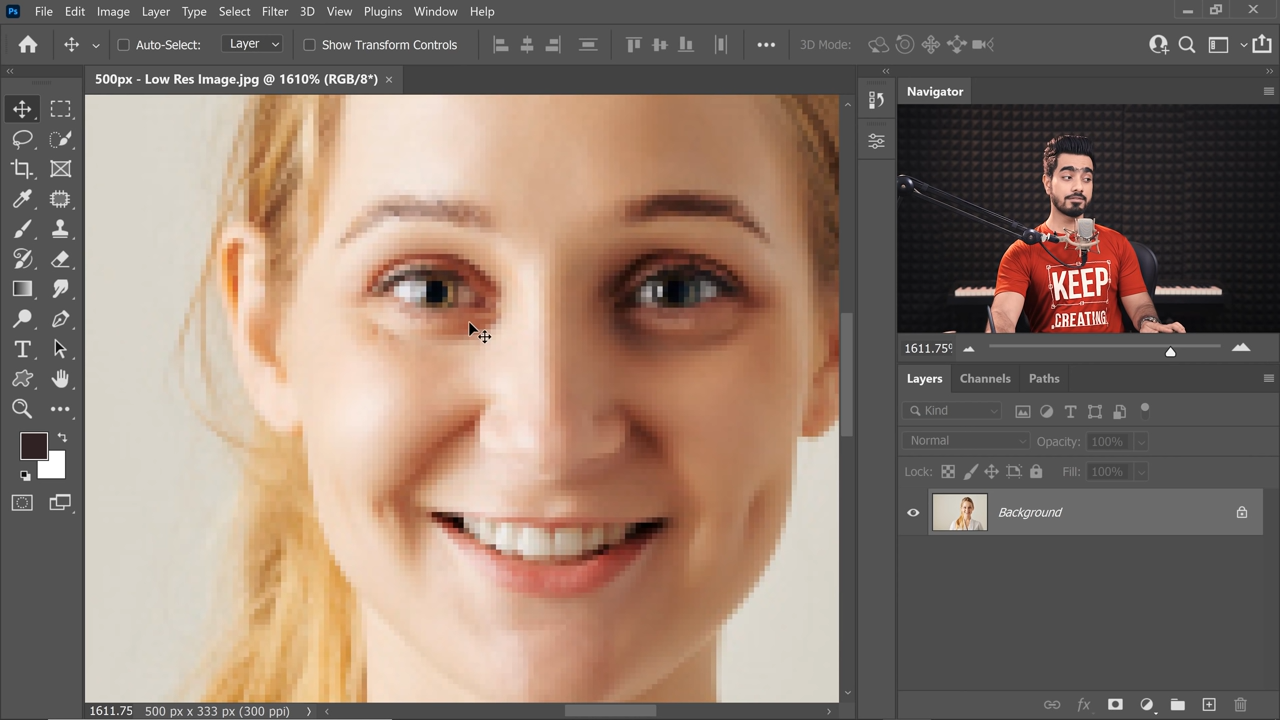 Ps File Edit Image Layer Type Select Filter 3D View Plugins Window Help
Auto-Select: Layer Show Transform Controls 3D Mode:
500px - Low Res Image.jpg @ 1610% (RGB/8*) ×
Navigator
KEEP
.CREATING
1611.75%
Layers Channels Paths
Kind
Normal Opacity: 100%
Lock: Fill: 100%
Background
fx
1611.75 500 px x 333 px (300 ppi)